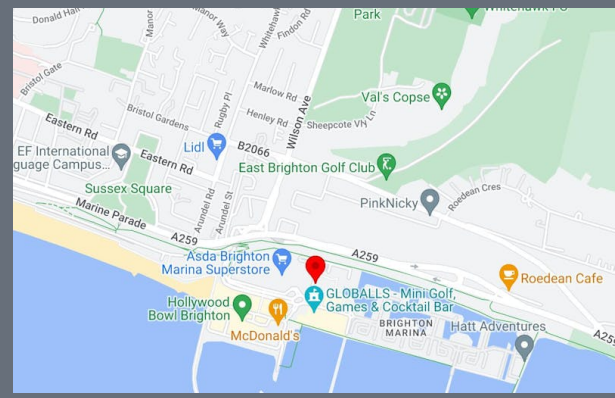 Donald Hall
Manor
Manor Way
Whitehawk
Findon Rd
Park
Whitehawk FC
Bristol Gate
Marlow Rd
Val's Copse
Bristol Gardens
Rugby Pl
Henley Rd
Wilson Ave
Sheepcote Vly Ln
Eastern Rd
Lidl
B2066
EF International
guage Campus...
Eastern Rd
East Brighton Golf Club
Sussex Square
Arundel Rd
Arundel St
PinkNicky
Roedean Cres
Marine Parade
A259
A259
Asda Brighton
Marina Superstore
Roedean Cafe
GLOBALLS - Mini Golf,
Games & Cocktail Bar
Hollywood
Bowl Brighton
McDonald's
BRIGHTON
MARINA
Hatt Adventures
A259